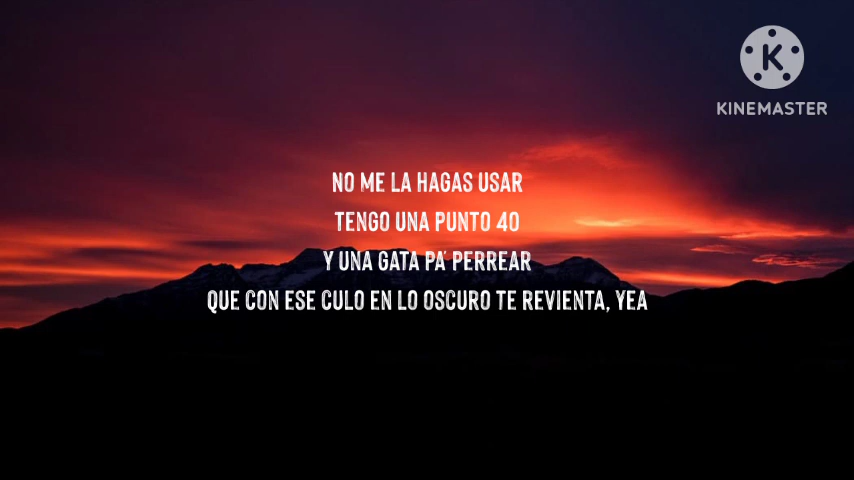 KINEMASTER
NO ME LA HAGAS USAR
TENGO UNA PUNTO 40
Y UNA GATA PA' PERREAR
QUE CON ESE CULO EN LO OSCURO TE REVIENTA, YEA